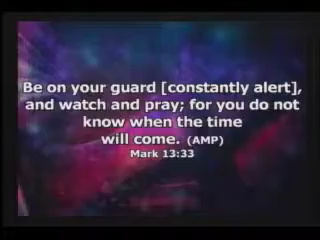 Be on your guard [constantly alert],
and watch and pray; for you do not
know when the time
will come. (AMP)
Mark 13:33